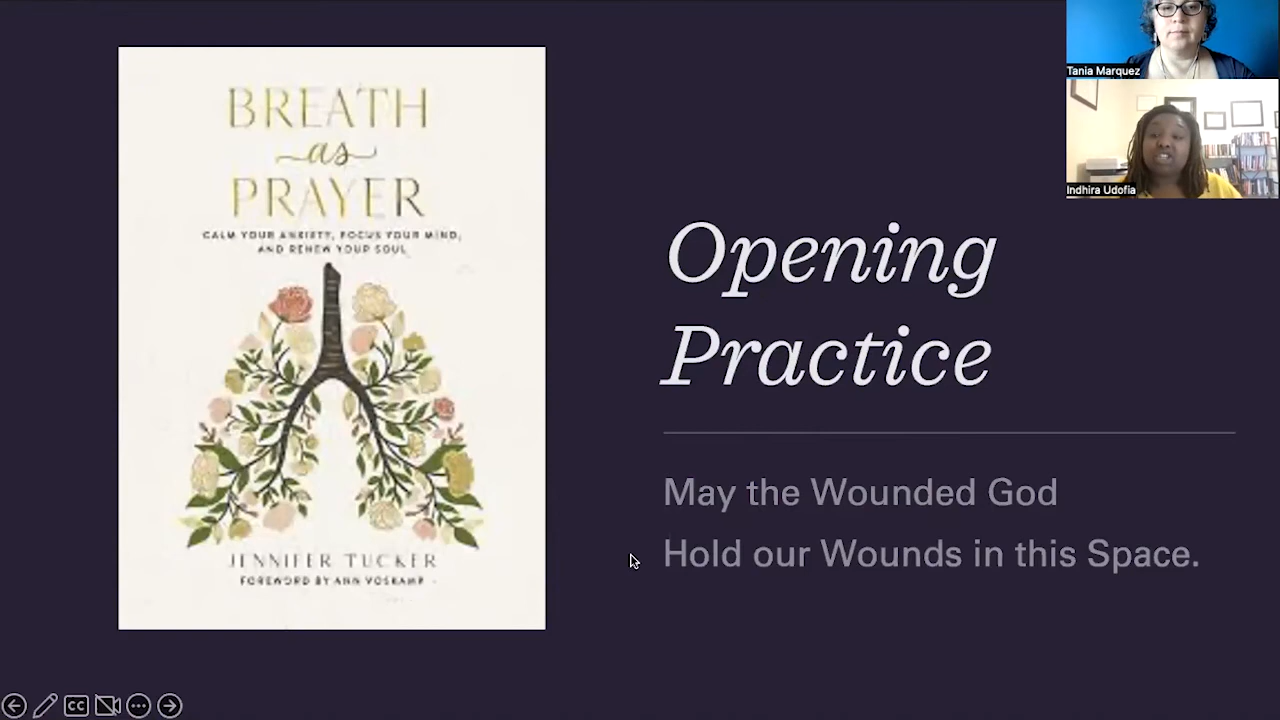 BREATH
as
PRAYER
CALM YOUR ANXIETY, FOCUS YOUR MIND,
AND RENEW YOUR SOUL
JENNIFER TUCKER
FOREWORD BY ANN VOSKAMP
Opening
Practice
May the Wounded God
Hold our Wounds in this Space.
Tania Marquez
Indhira Udofia
CC